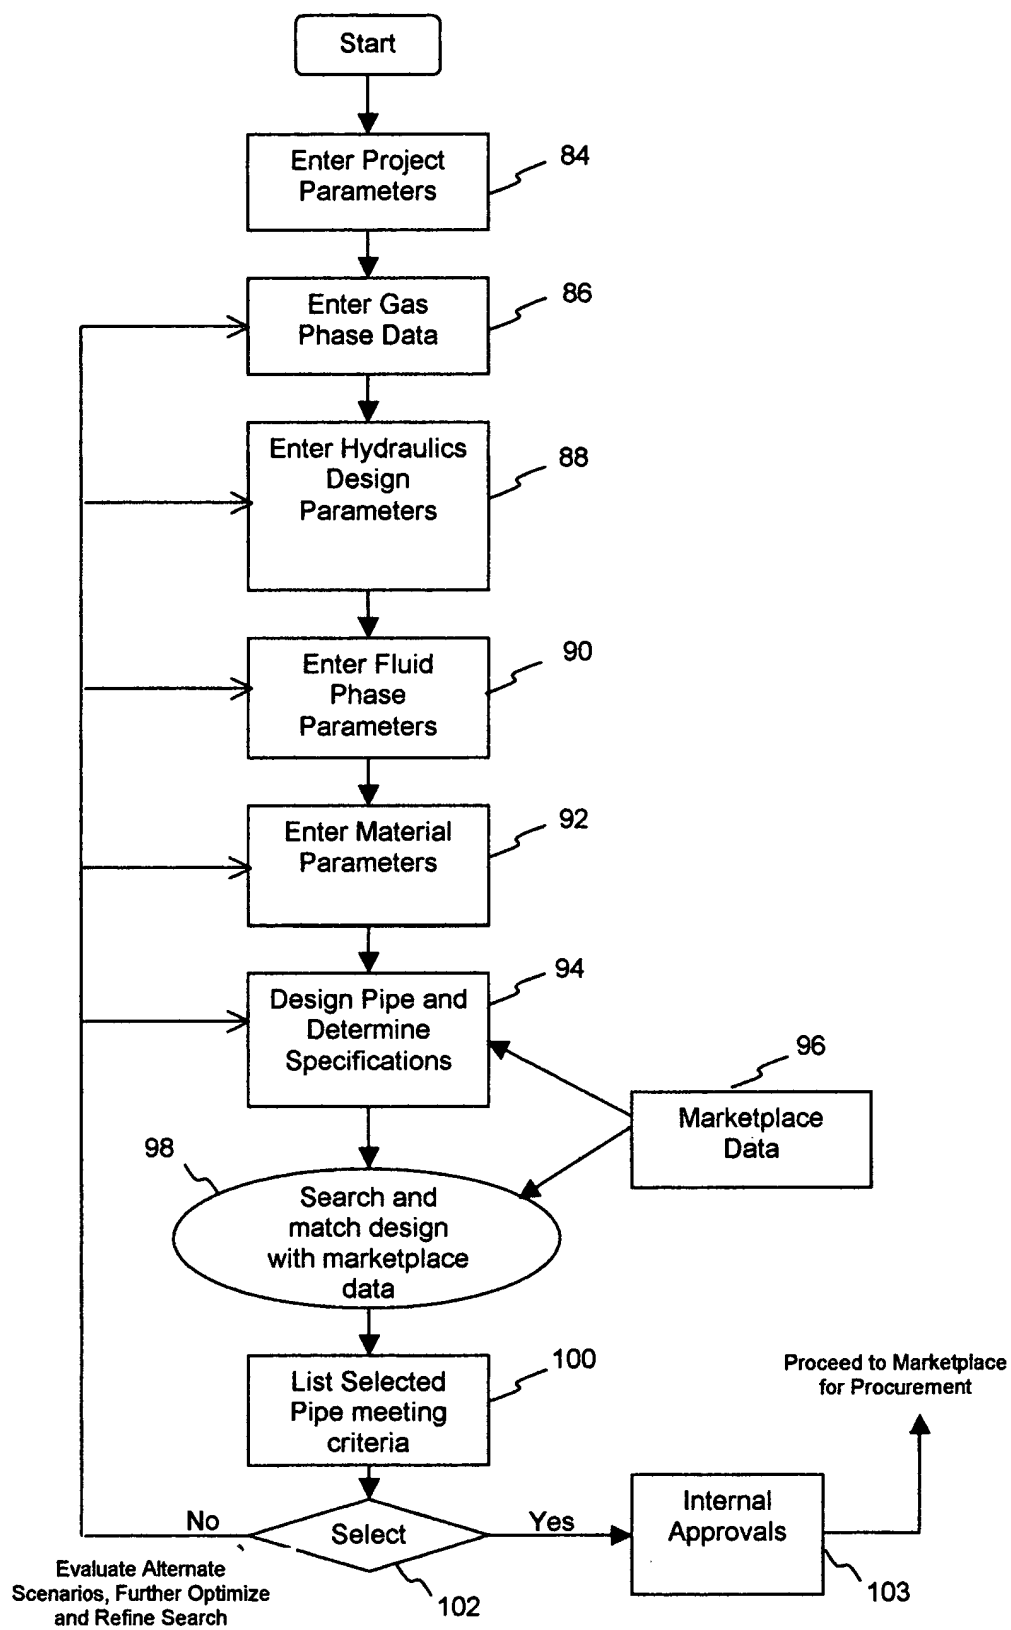 Start
Enter Project
Parameters
84
Enter Gas
Phase Data
86
Enter Hydraulics
Design
Parameters
88
Enter Fluid
Phase
Parameters
90
Enter Material
Parameters
92
Design Pipe and
Determine
Specifications
94
96
Marketplace
Data
98
Search and
match design
with marketplace
data
List Selected
Pipe meeting
criteria
100
Proceed to Marketplace
for Procurement
No
Select
Yes
Internal
Approvals
Evaluate Alternate
Scenarios, Further Optimize
and Refine Search
102
103